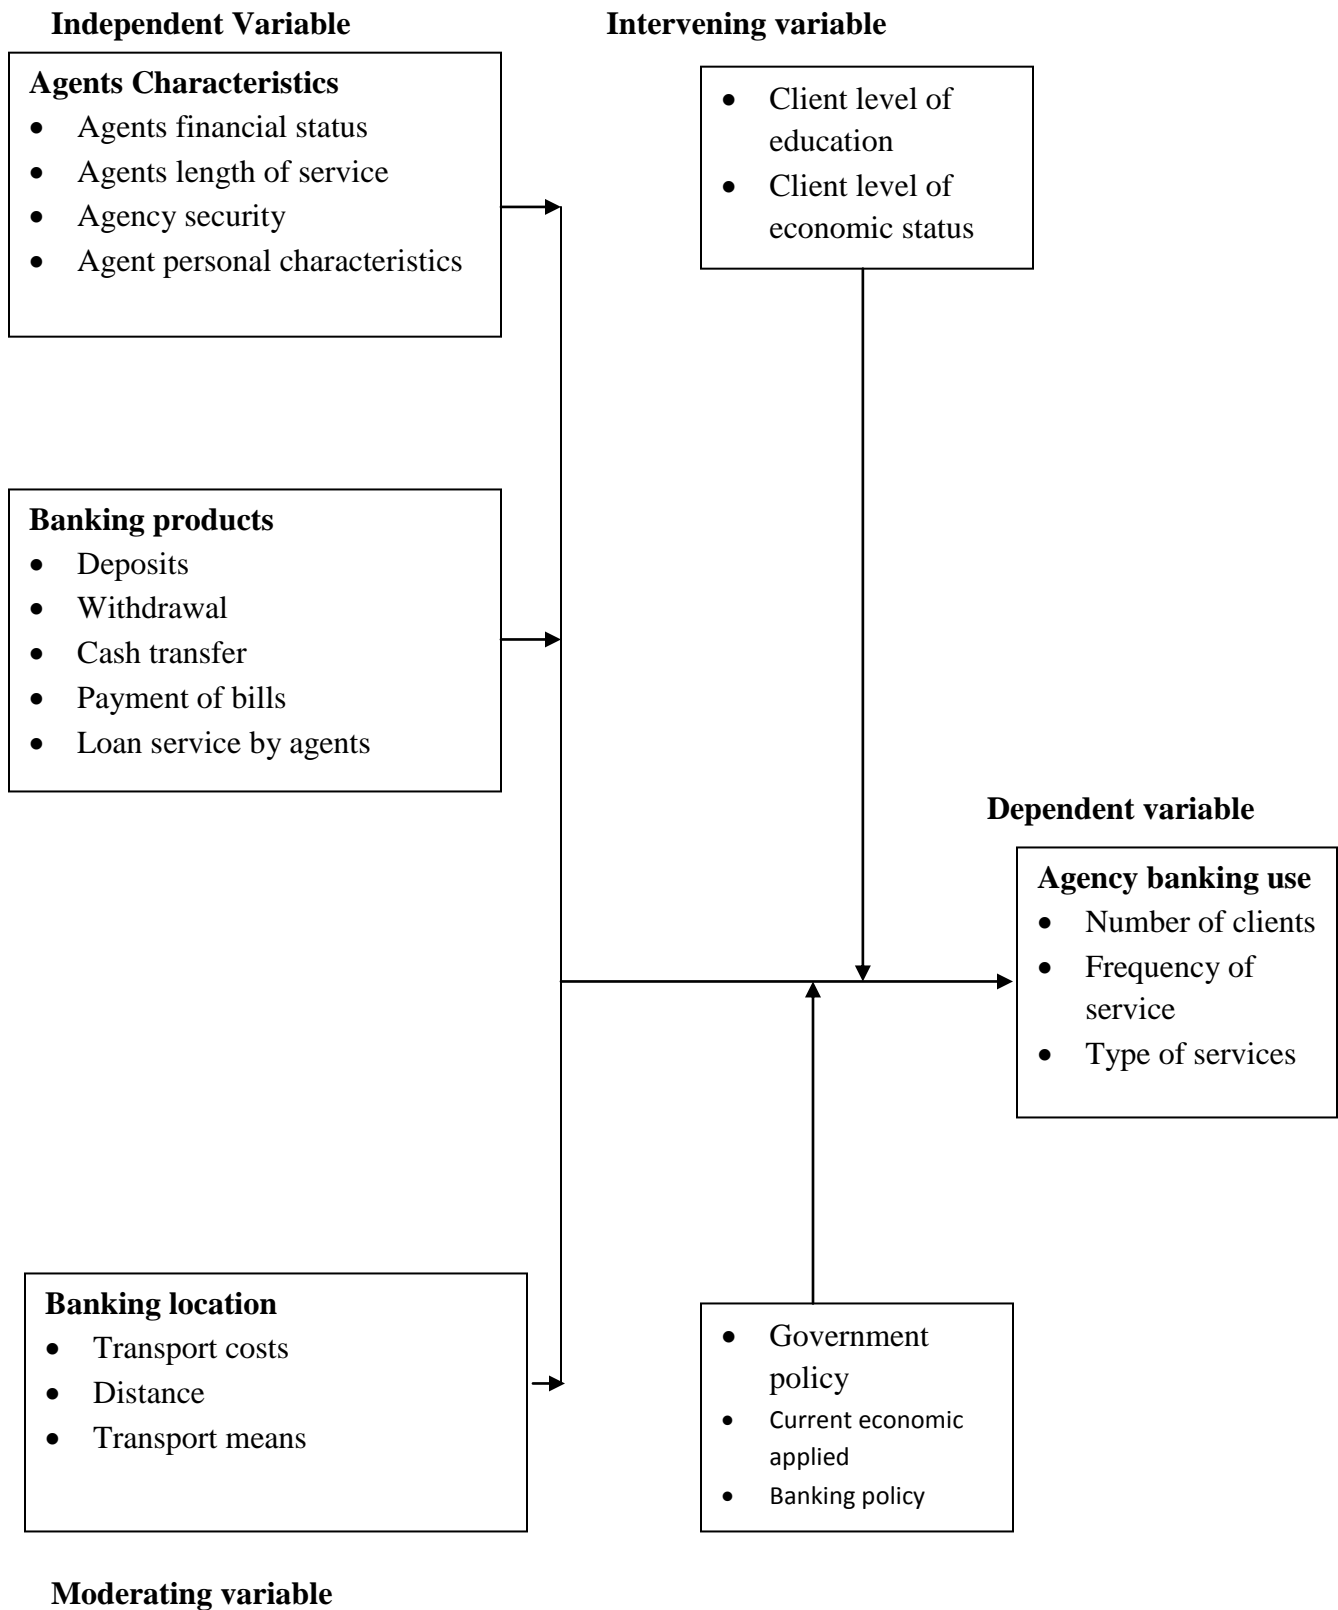 Independent Variable
Intervening variable
Agents Characteristics
• Agents financial status
• Agents length of service
• Agency security
• Agent personal characteristics
• Client level of
education
• Client level of
economic status
Banking products
• Deposits
• Withdrawal
• Cash transfer
• Payment of bills
• Loan service by agents
Dependent variable
Agency banking use
• Number of clients
• Frequency of
service
• Type of services
Banking location
• Transport costs
• Distance
• Transport means
• Government
policy
• Current economic
applied
• Banking policy
Moderating variable